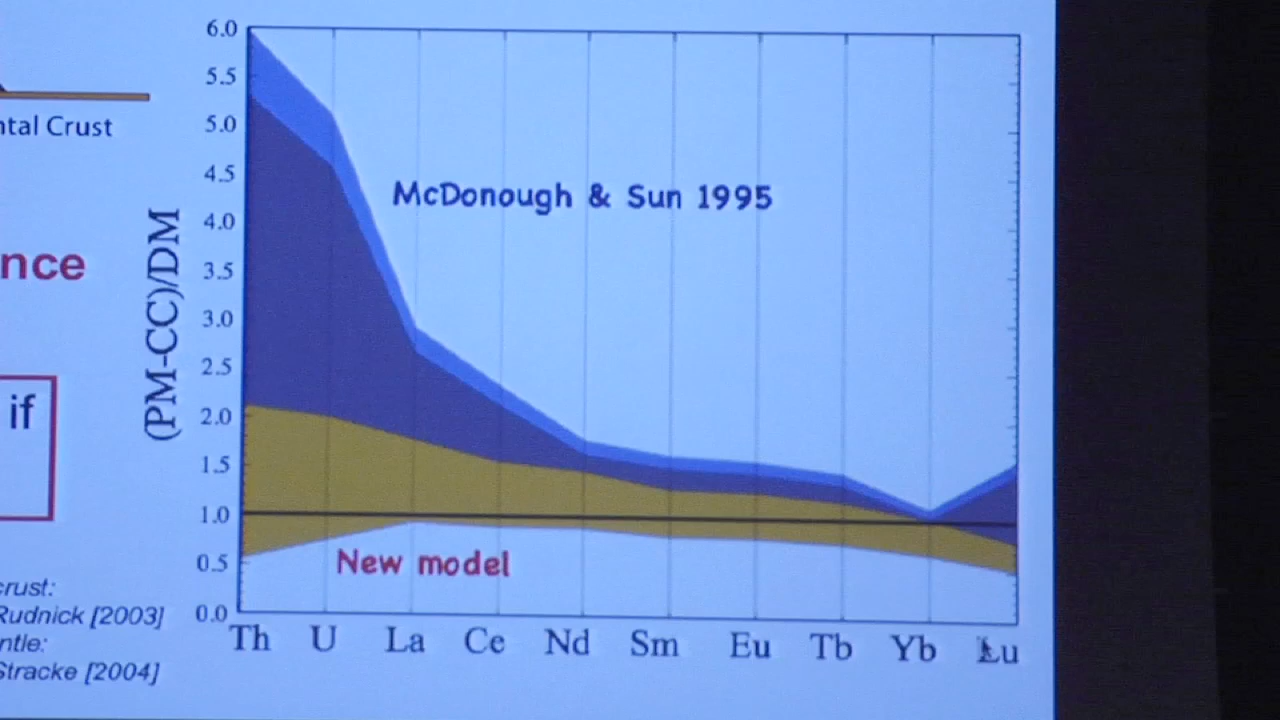 ntal Crust
nce
if
crust:
Rudnick [2003]
ntle:
Stracke [2004]
(PM-CC)/DM
6.0
5.5
5.0
4.5
4.0
3.5
3.0
2.5
2.0
1.5
1.0
0.5
0.0
McDonough & Sun 1995
New model
Th U La Ce Nd Sm Eu Tb Yb Lu